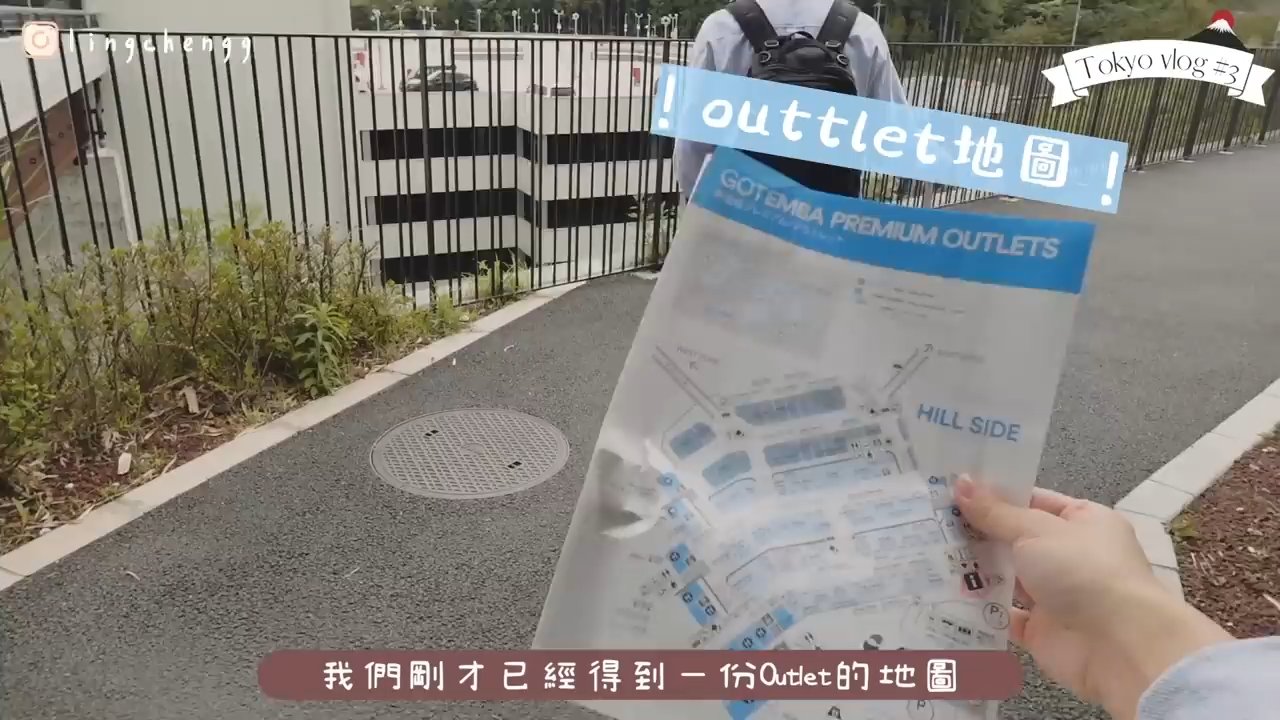 lingchengg
Tokyo vlog #3
! outtlet地圖 !
GOTEMBA PREMIUM OUTLETS
HILL SIDE
我們剛才已經得到一份Outlet的地圖